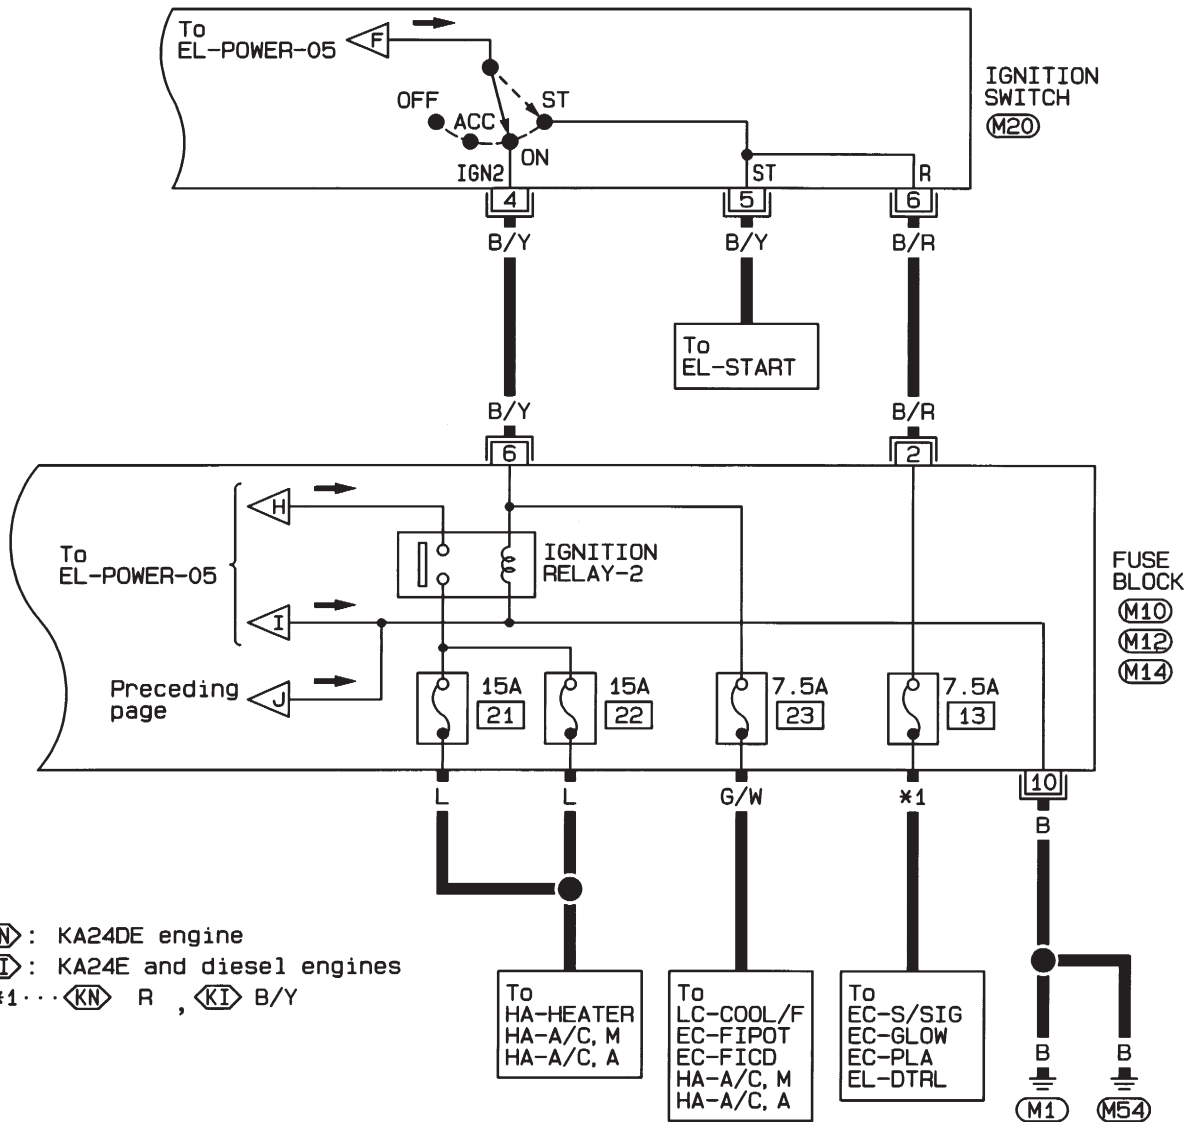 To
EL-POWER-05
F
IGNITION
SWITCH
M20
OFF
ACC
ST
ON
IGN2
ST
R
4
5
6
B/Y
B/Y
B/R
To
EL-START
B/Y
B/R
6
2
H
To
EL-POWER-05
IGNITION
RELAY-2
FUSE
BLOCK
M10
M12
M14
I
Preceding
page
J
15A
21
15A
22
7.5A
23
7.5A
13
10
L
L
G/W
*1
B
N : KA24DE engine
I : KA24E and diesel engines
*1···KN R , KI B/Y
To
HA-HEATER
HA-A/C, M
HA-A/C, A
To
LC-COOL/F
EC-FIPOT
EC-FICD
HA-A/C, M
HA-A/C, A
To
EC-S/SIG
EC-GLOW
EC-PLA
EL-DTRL
B
B
M1
M54